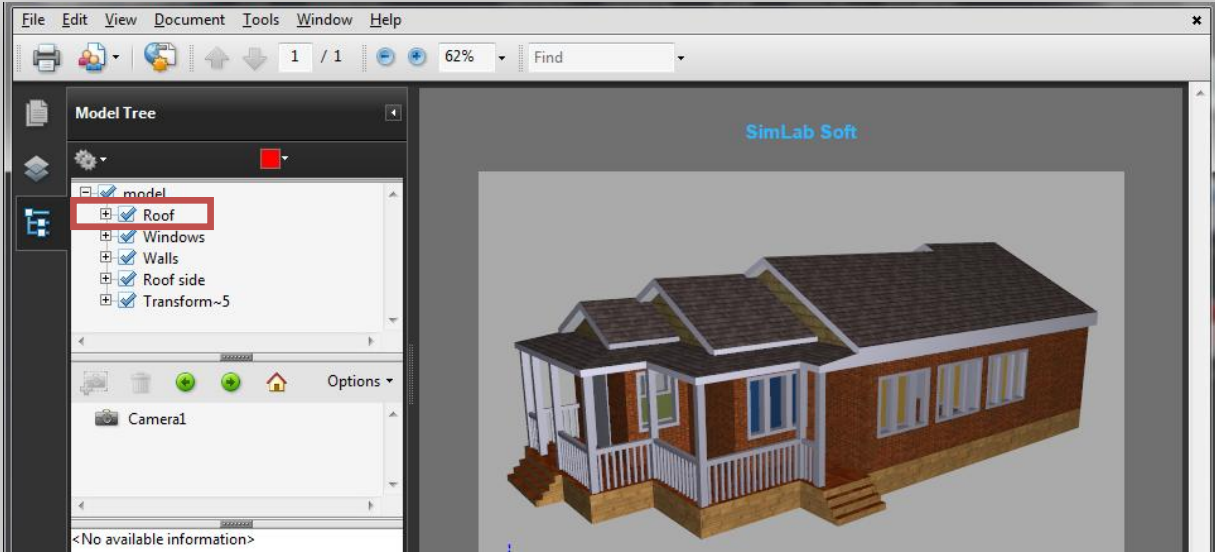 File Edit View Document Tools Window Help
1 / 1 62% Find
Model Tree
SimLab Soft
model
Roof
Windows
Walls
Roof side
Transform~5
Options
Camera1
<No available information>